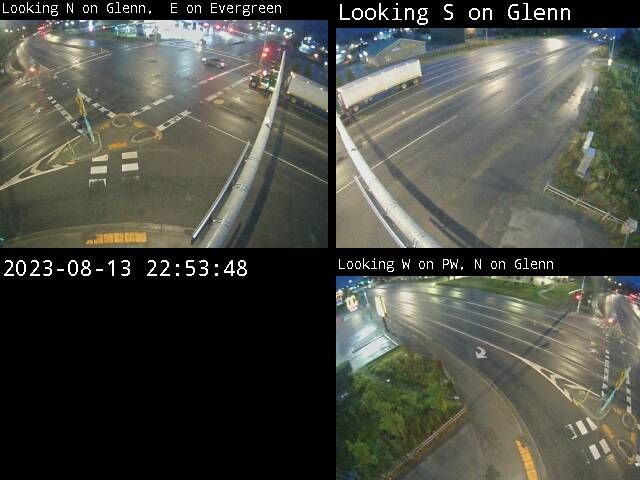 Looking N on Glenn, E on Evergreen
Looking S on Glenn
2023-08-13 22:53:48
Looking W on PW, N on Glenn